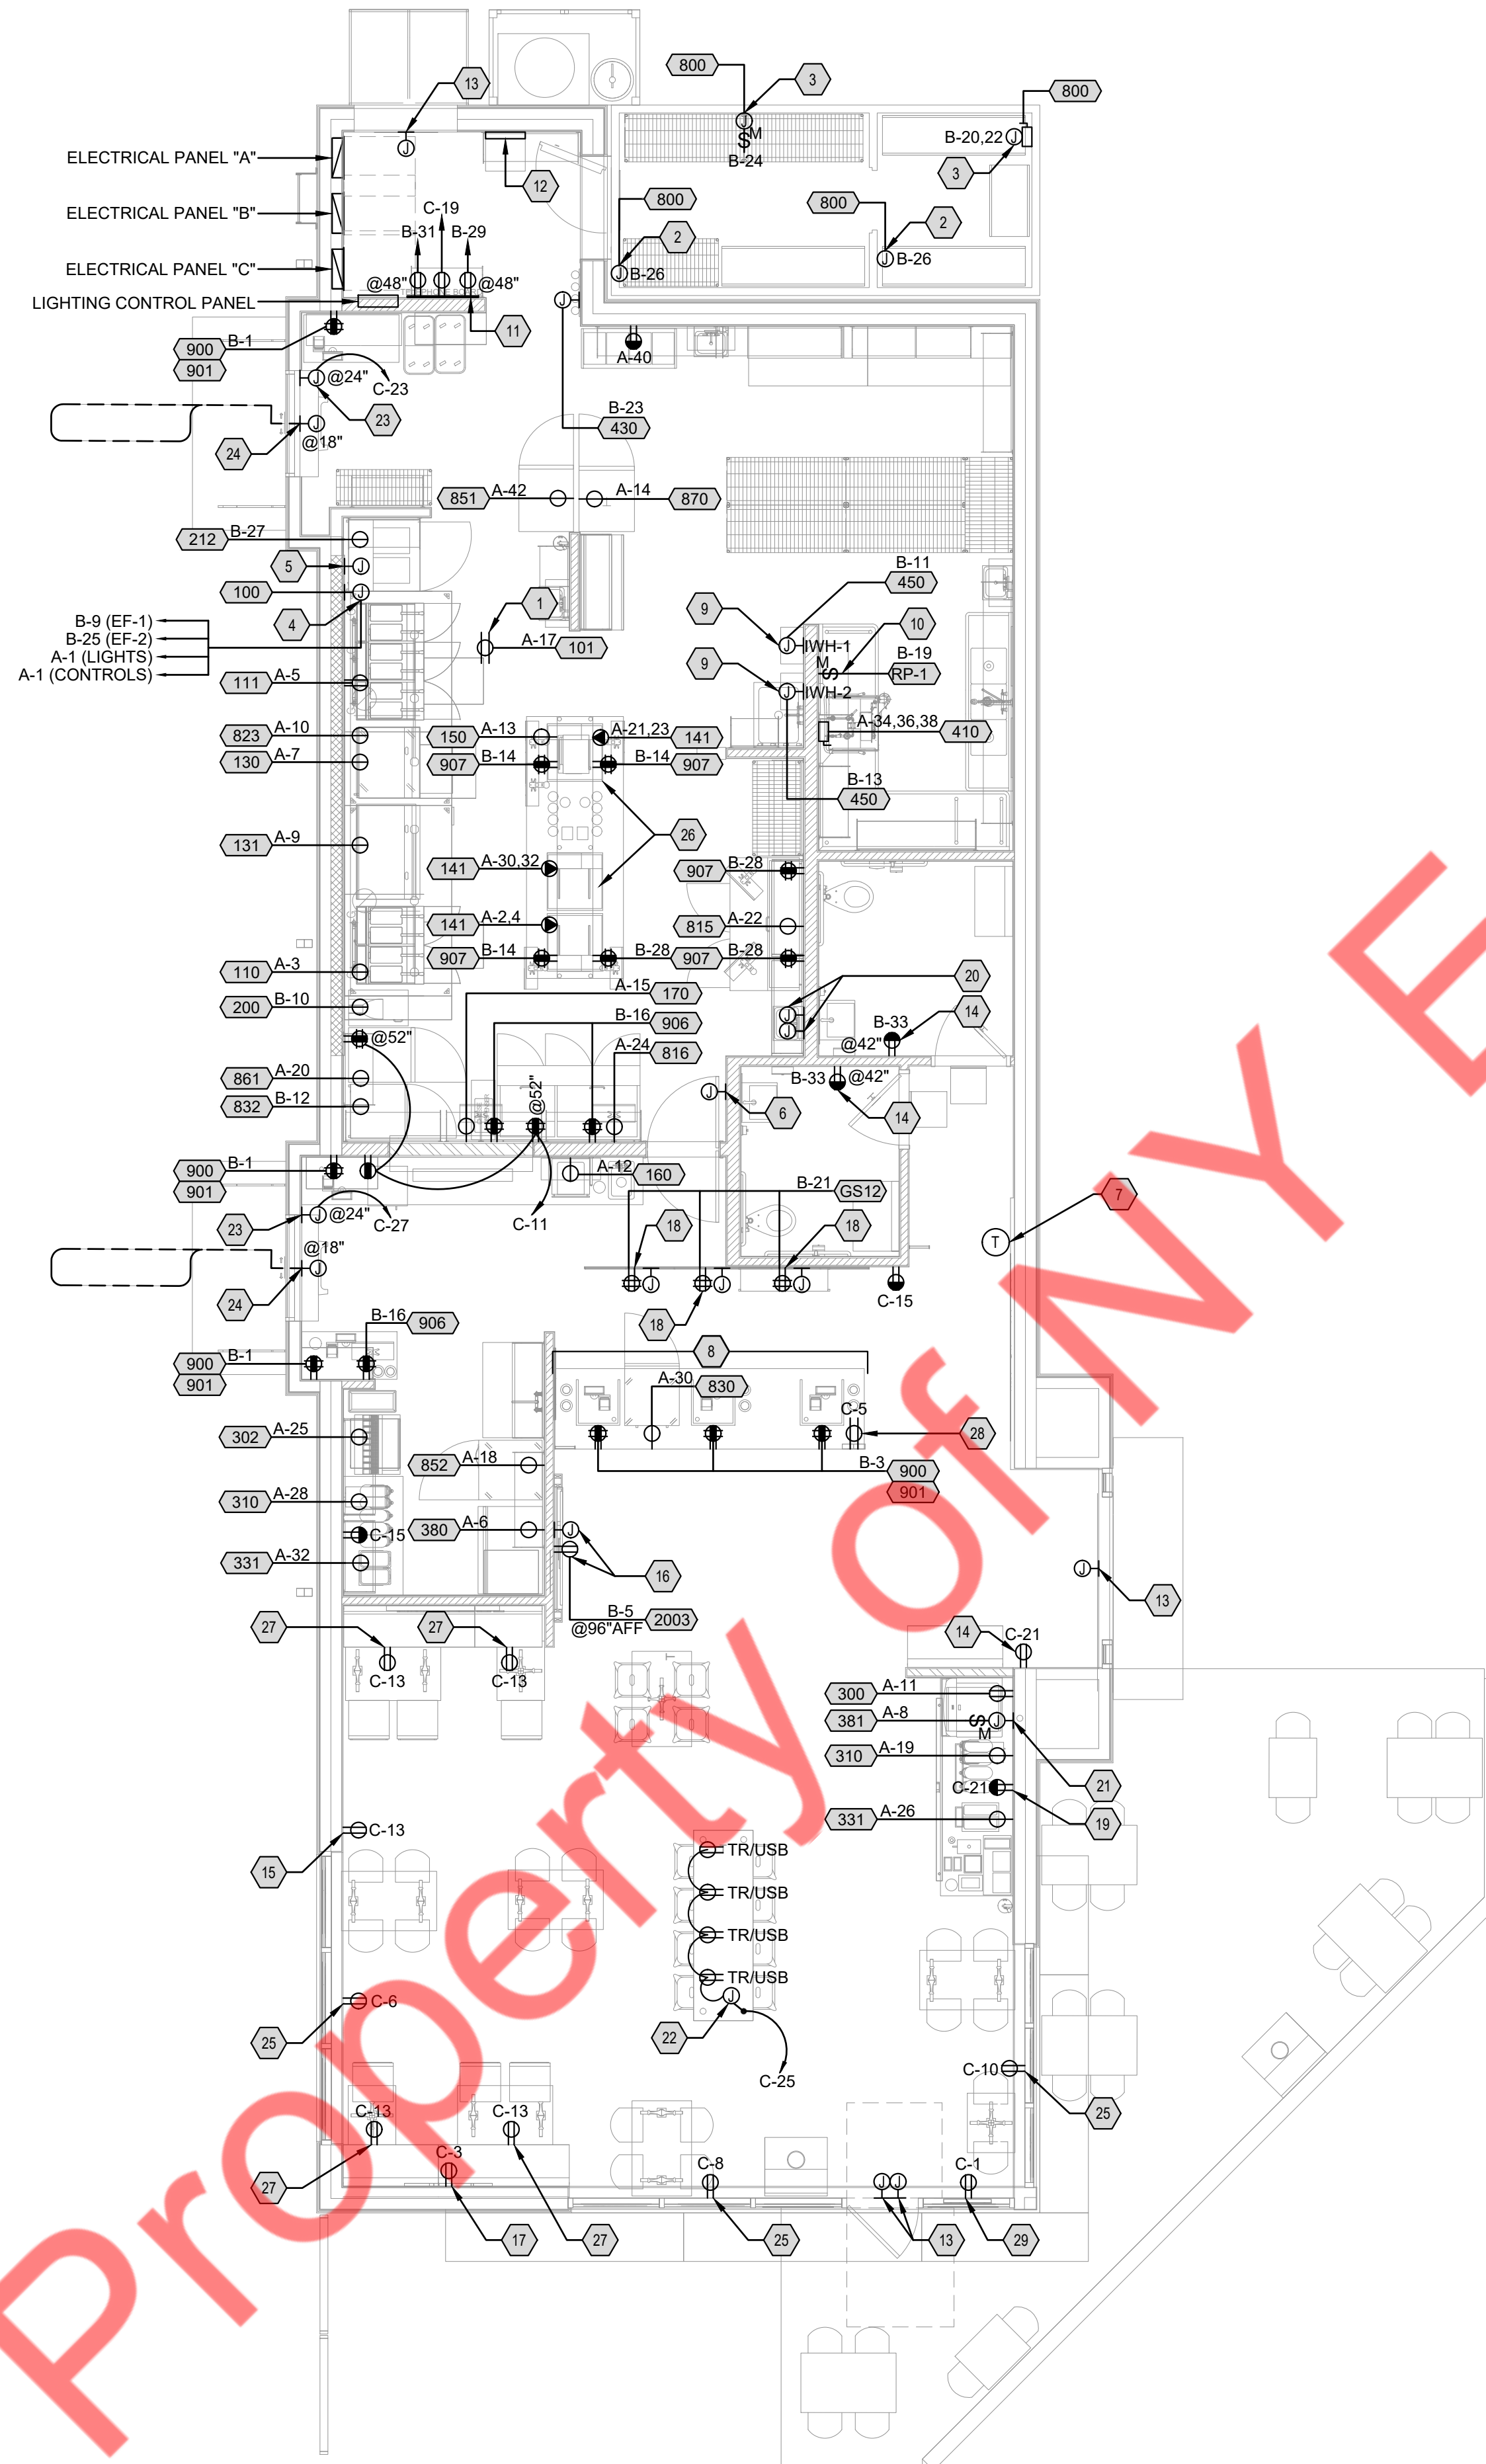 13
800
3
800
B-20,22
M
B-24
3
ELECTRICAL PANEL "A"
12
ELECTRICAL PANEL "B"
C-19
B-31
B-29
800
2
800
2
B-26
B-26
ELECTRICAL PANEL "C"
@48"
@48"
LIGHTING CONTROL PANEL
11
900
B-1
901
A-40
@24"
C-23
23
B-23
430
@18"
24
851
A-42
A-14
870
212
B-27
5
100
4
1
A-17
101
B-11
450
9
IWH-1
10
B-9 (EF-1)
B-25 (EF-2)
A-1 (LIGHTS)
A-1 (CONTROLS)
M
B-19
RP-1
9
IWH-2
111
A-5
823
A-10
150
A-13
A-21,23
141
A-34,36,38
410
130
A-7
907
B-14
B-14
907
B-13
450
131
A-9
26
141
A-30,32
907
B-28
141
A-2,4
815
A-22
907
B-14
B-28
907
B-28
110
A-3
20
200
B-10
A-15
170
14
B-33
@42"
B-16
906
@52"
A-24
816
861
A-20
B-33
@42"
832
B-12
@52"
6
14
900
B-1
901
A-12
160
B-21
GS12
7
T
23
@24"
C-27
C-11
18
18
@18"
24
C-15
18
B-16
906
900
B-1
901
8
A-30
830
C-5
28
302
A-25
852
A-18
B-3
900
901
310
A-28
C-15
380
A-6
331
A-32
16
B-5
@96"AFF
2003
13
27
27
C-13
C-13
14
C-21
300
A-11
381
A-8
M
310
A-19
21
C-21
19
331
A-26
C-13
15
TR/USB
TR/USB
TR/USB
TR/USB
C-6
25
22
C-25
C-10
25
C-13
C-13
C-3
C-8
C-1
27
17
27
25
13
29
Property of NY E